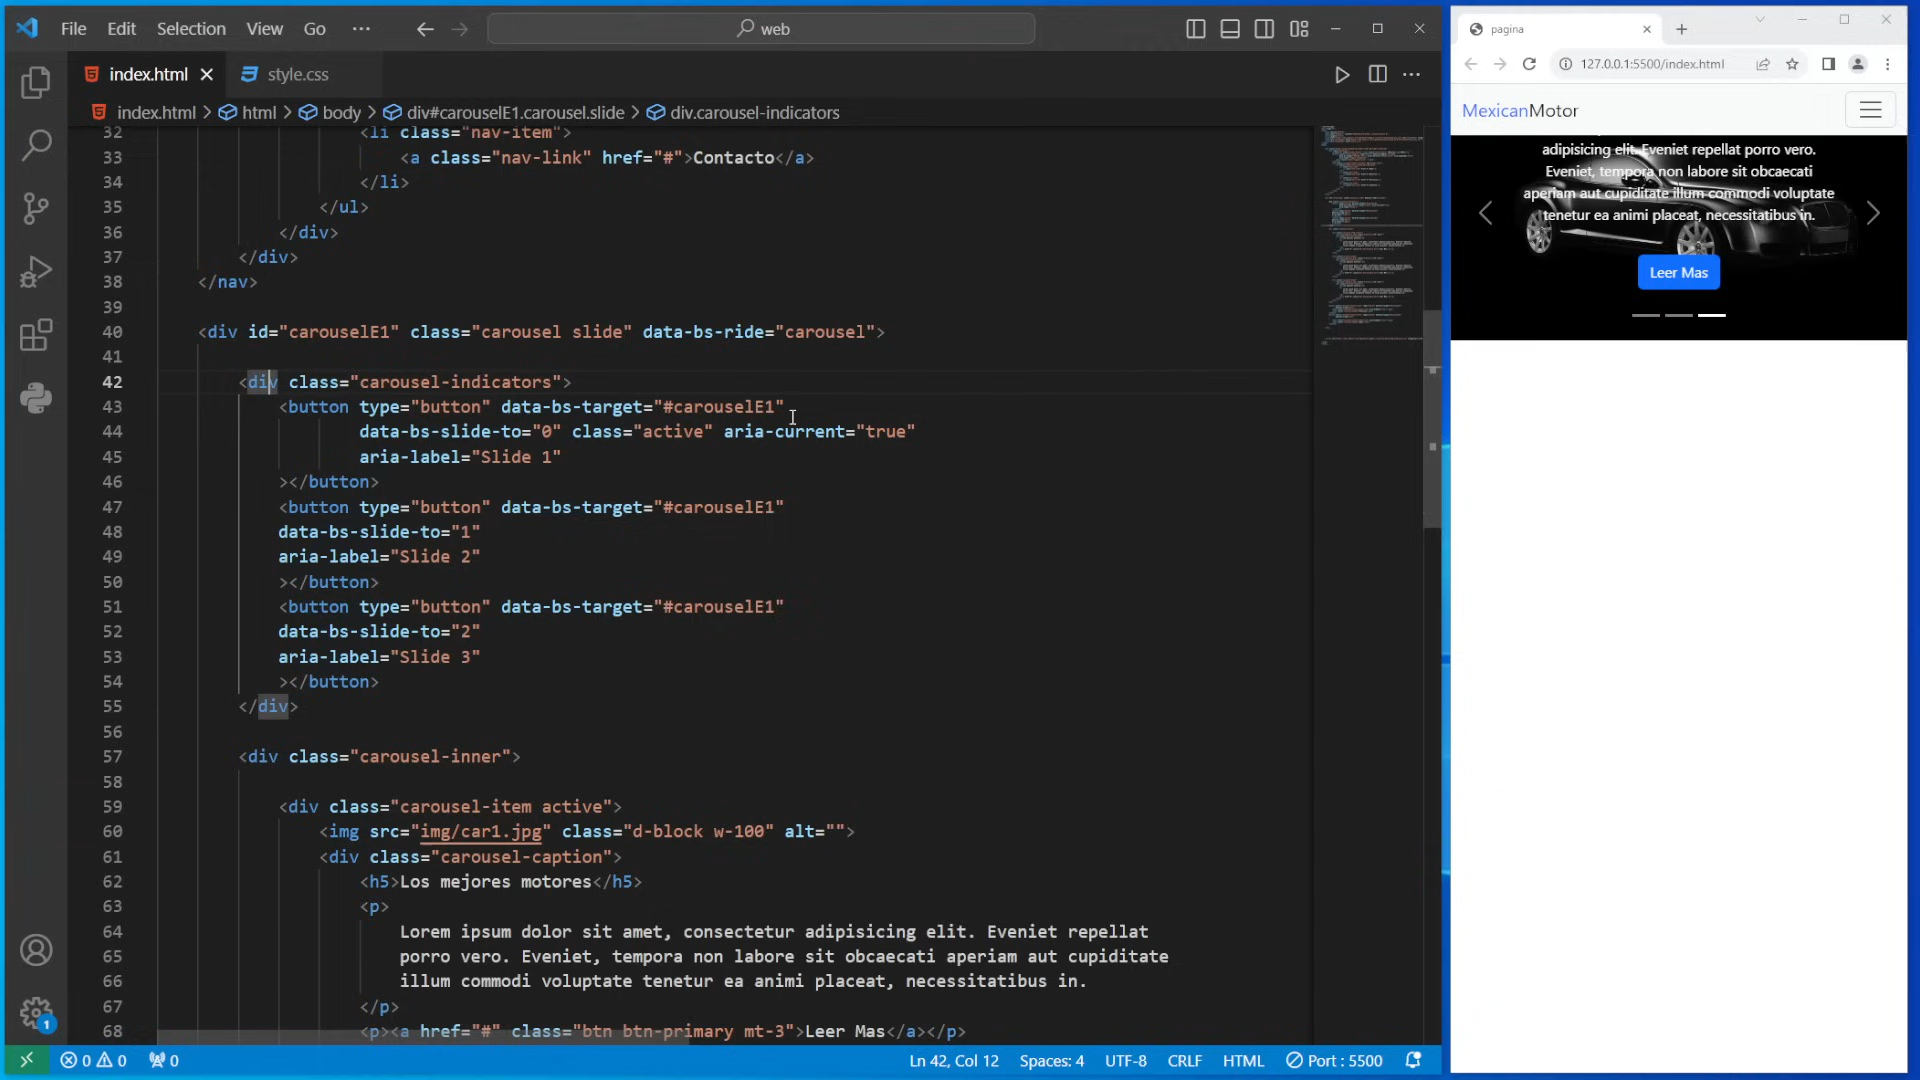 File Edit Selection View Go ··· web
index.html style.css
index.html > html > body > div#carouselE1.carousel.slide > div.carousel-indicators
32 <li class="nav-item">
33 <a class="nav-link" href="#">Contacto</a>
34 </li>
35 </ul>
36 </div>
37 </div>
38 </nav>
39
40 <div id="carouselE1" class="carousel slide" data-bs-ride="carousel">
41
42 <div class="carousel-indicators">
43 <button type="button" data-bs-target="#carouselE1"
44 data-bs-slide-to="0" class="active" aria-current="true"
45 aria-label="Slide 1"
46 ></button>
47 <button type="button" data-bs-target="#carouselE1"
48 data-bs-slide-to="1"
49 aria-label="Slide 2"
50 ></button>
51 <button type="button" data-bs-target="#carouselE1"
52 data-bs-slide-to="2"
53 aria-label="Slide 3"
54 ></button>
55 </div>
56
57 <div class="carousel-inner">
58
59 <div class="carousel-item active">
60 <img src="img/car1.jpg" class="d-block w-100" alt="">
61 <div class="carousel-caption">
62 <h5>Los mejores motores</h5>
63 <p>
64 Lorem ipsum dolor sit amet, consectetur adipisicing elit. Eveniet repellat
65 porro vero. Eveniet, tempora non labore sit obcaecati aperiam aut cupiditate
66 illum commodi voluptate tenetur ea animi placeat, necessitatibus in.
67 </p>
68 <p><a href="#" class="btn btn-primary mt-3">Leer Mas</a></p>
1
0 0 0 Ln 42, Col 12 Spaces: 4 UTF-8 CRLF HTML Port : 5500
pagina
127.0.0.1:5500/index.html
MexicanMotor
adipisicing elit. Eveniet repellat porro vero.
Eveniet, tempora non labore sit obcaecati
aperiam aut cupiditate illum commodi voluptate
tenetur ea animi placeat, necessitatibus in.
Leer Mas